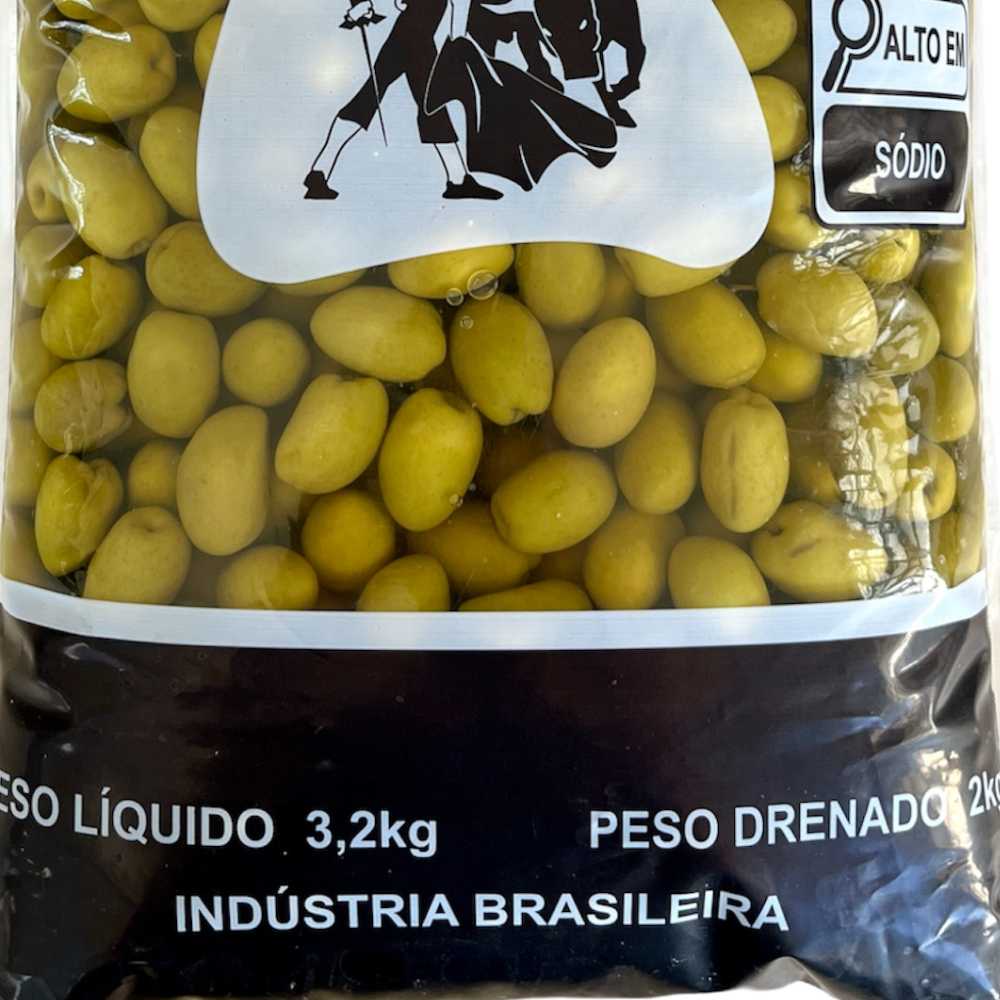 ALTO EM
SÓDIO
ESO LÍQUIDO 3,2kg
PESO DRENADO 2kg
INDÚSTRIA BRASILEIRA